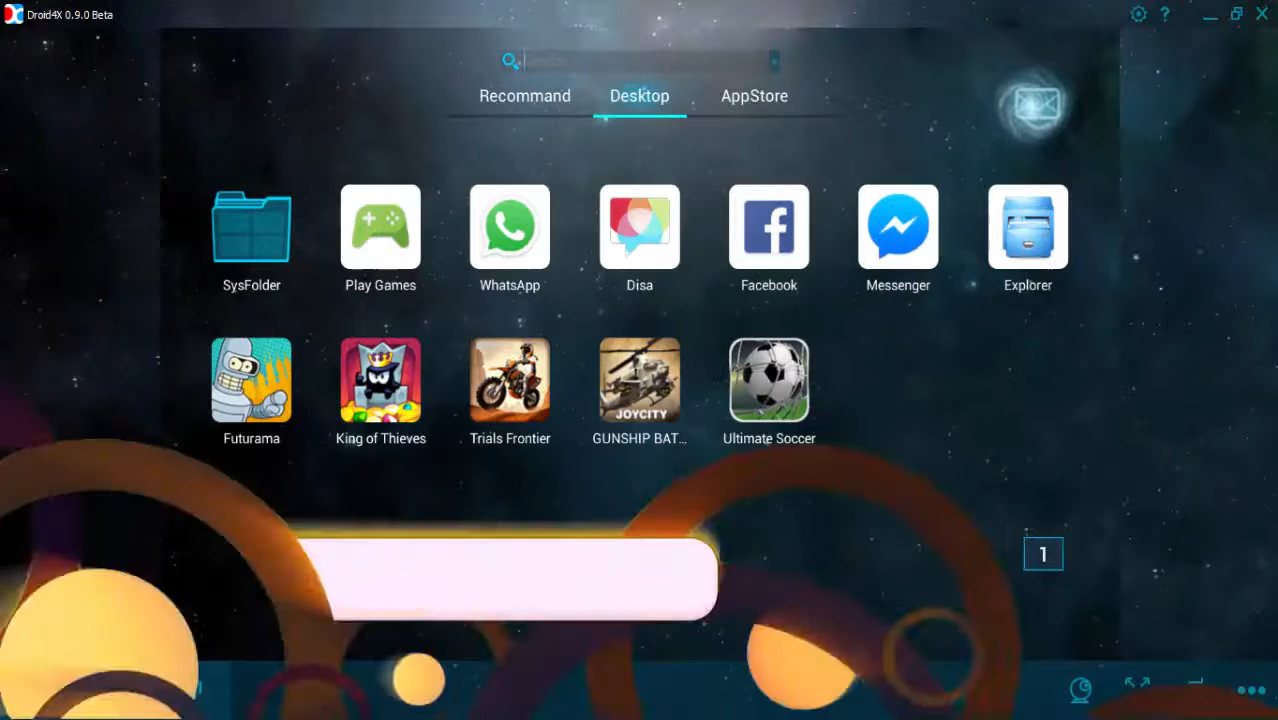 Droid4X 0.9.0 Beta
?
Recommand
Desktop
AppStore
SysFolder
Play Games
WhatsApp
Disa
Facebook
Messenger
Explorer
JOYCITY
Futurama
King of Thieves
Trials Frontier
GUNSHIP BAT...
Ultimate Soccer
1